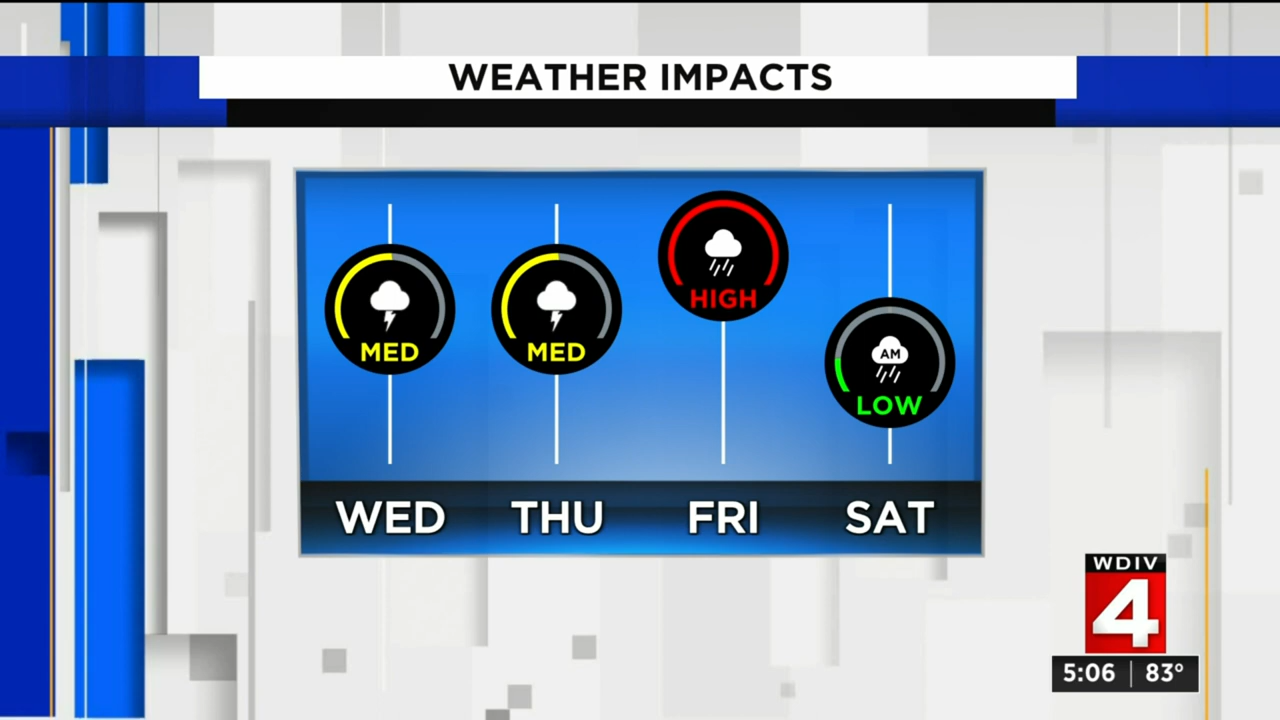 WEATHER IMPACTS
MED
MED
HIGH
AM
LOW
WED THU FRI SAT
WDIV
4
5:06 83°